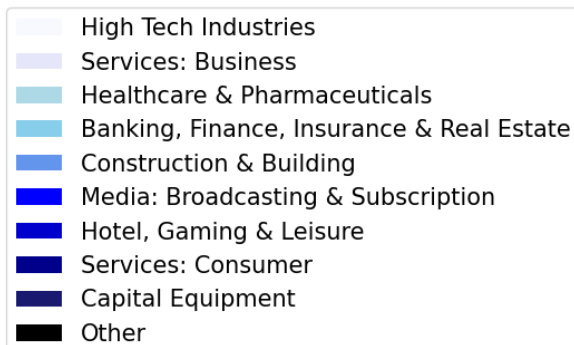 High Tech Industries
Services: Business
Healthcare & Pharmaceuticals
Banking, Finance, Insurance & Real Estate
Construction & Building
Media: Broadcasting & Subscription
Hotel, Gaming & Leisure
Services: Consumer
Capital Equipment
Other